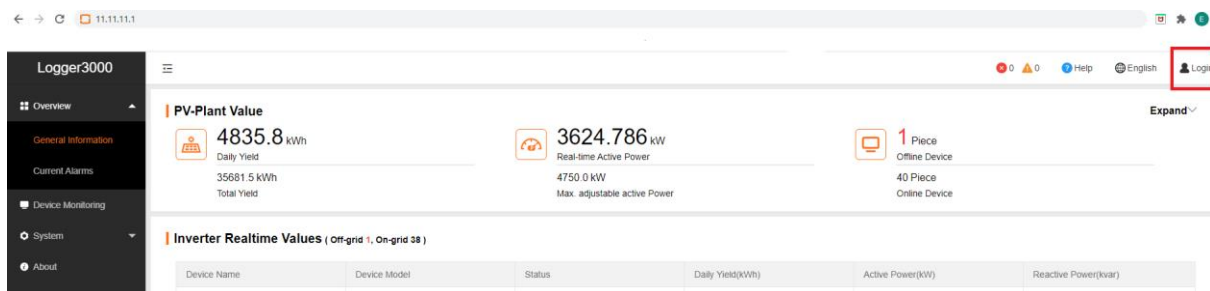 11.11.11.1
E
Logger3000
0 0 Help English Login
Overview
General Information
Current Alarms
Device Monitoring
System
About
PV-Plant Value
Expand
4835.8 kWh
Daily Yield
35681.5 kWh
Total Yield
3624.786 kW
Real-time Active Power
4750.0 kW
Max. adjustable active Power
1 Piece
Offline Device
40 Piece
Online Device
Inverter Realtime Values ( Off-grid 1, On-grid 38 )
Device Name Device Model Status Daily Yield(kWh) Active Power(kW) Reactive Power(kvar)